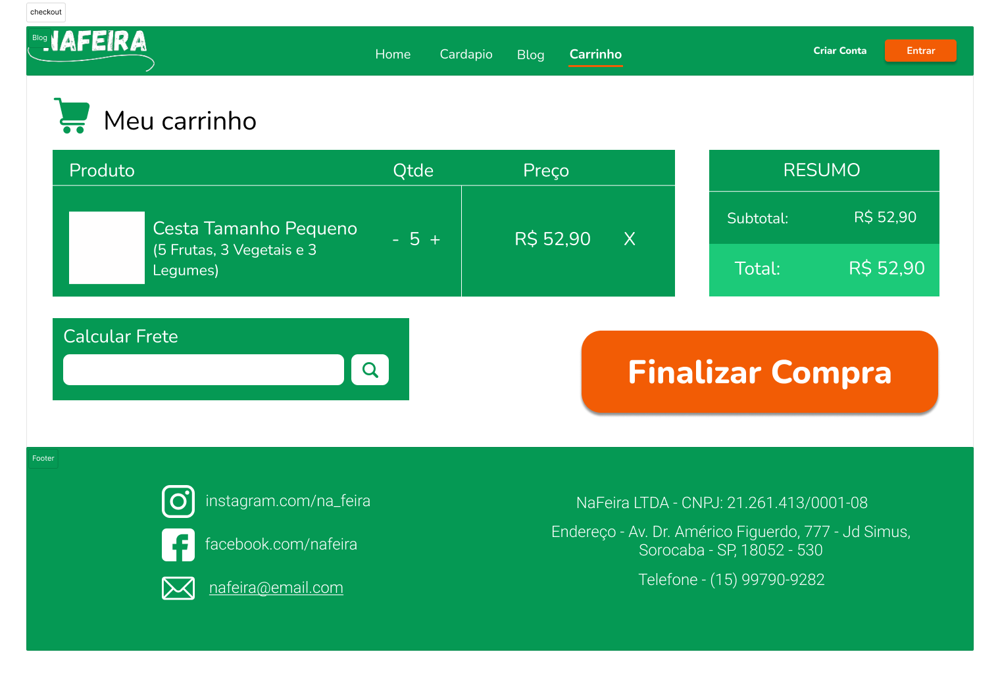 checkout
Blog
NAFEIRA
Home Cardapio Blog Carrinho
Criar Conta Entrar
Meu carrinho
Produto Qtde Preço
Cesta Tamanho Pequeno
(5 Frutas, 3 Vegetais e 3
Legumes)
- 5 +
R$ 52,90 X
RESUMO
Subtotal: R$ 52,90
Total: R$ 52,90
Calcular Frete
Finalizar Compra
Footer
instagram.com/na_feira
facebook.com/nafeira
nafeira@email.com
NaFeira LTDA - CNPJ: 21.261.413/0001-08
Endereço - Av. Dr. Américo Figuerdo, 777 - Jd Simus,
Sorocaba - SP, 18052 - 530
Telefone - (15) 99790-9282